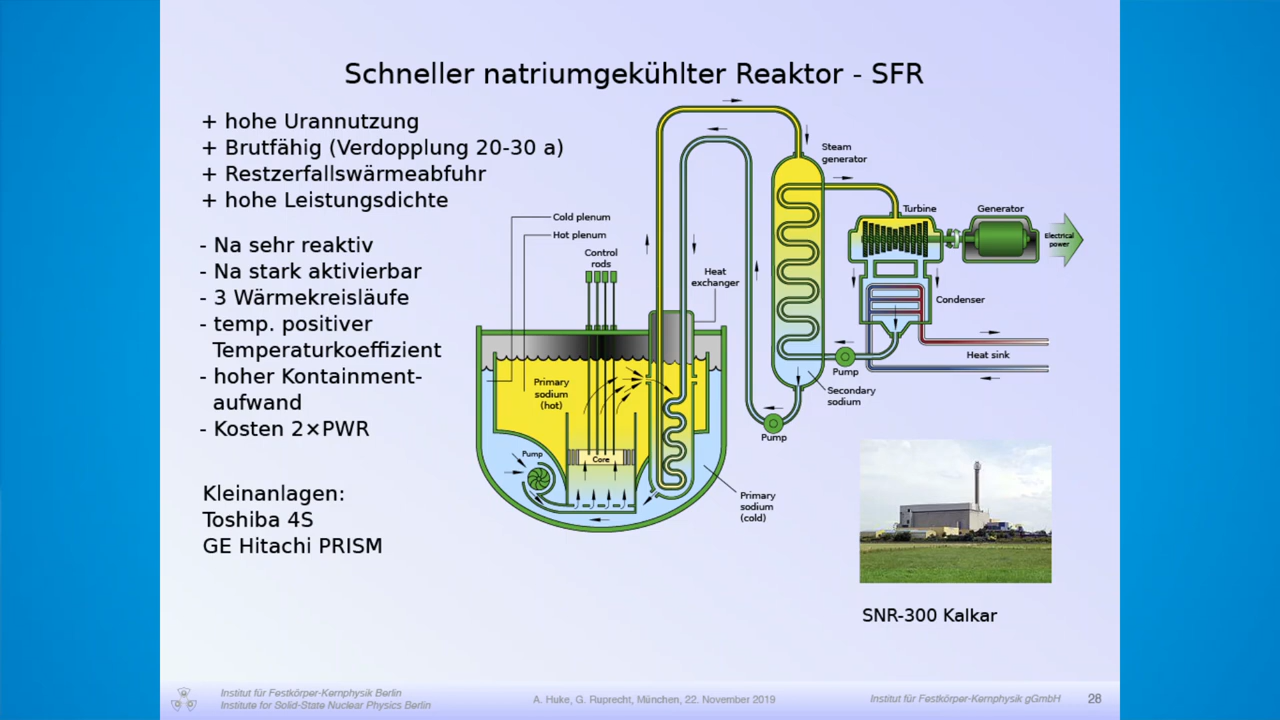 Schneller natriumgekühlter Reaktor - SFR
+ hohe Urannutzung
+ Brutfähig (Verdopplung 20-30 a)
+ Restzerfallswärmeabfuhr
+ hohe Leistungsdichte
- Na sehr reaktiv
- Na stark aktivierbar
- 3 Wärmekreisläufe
- temp. positiver
Temperaturkoeffizient
- hoher Kontainment-
aufwand
- Kosten 2×PWR
Kleinanlagen:
Toshiba 4S
GE Hitachi PRISM
Cold plenum
Hot plenum
Control
rods
Heat
exchanger
Steam
generator
Turbine
Generator
Electrical
power
Condenser
Heat sink
Pump
Secondary
sodium
Pump
Primary
sodium
(hot)
Pump
Core
Primary
sodium
(cold)
SNR-300 Kalkar
Institut für Festkörper-Kernphysik Berlin
Institute for Solid-State Nuclear Physics Berlin
A. Huke, G. Ruprecht, München, 22. November 2019
Institut für Festkörper-Kernphysik gGmbH
28